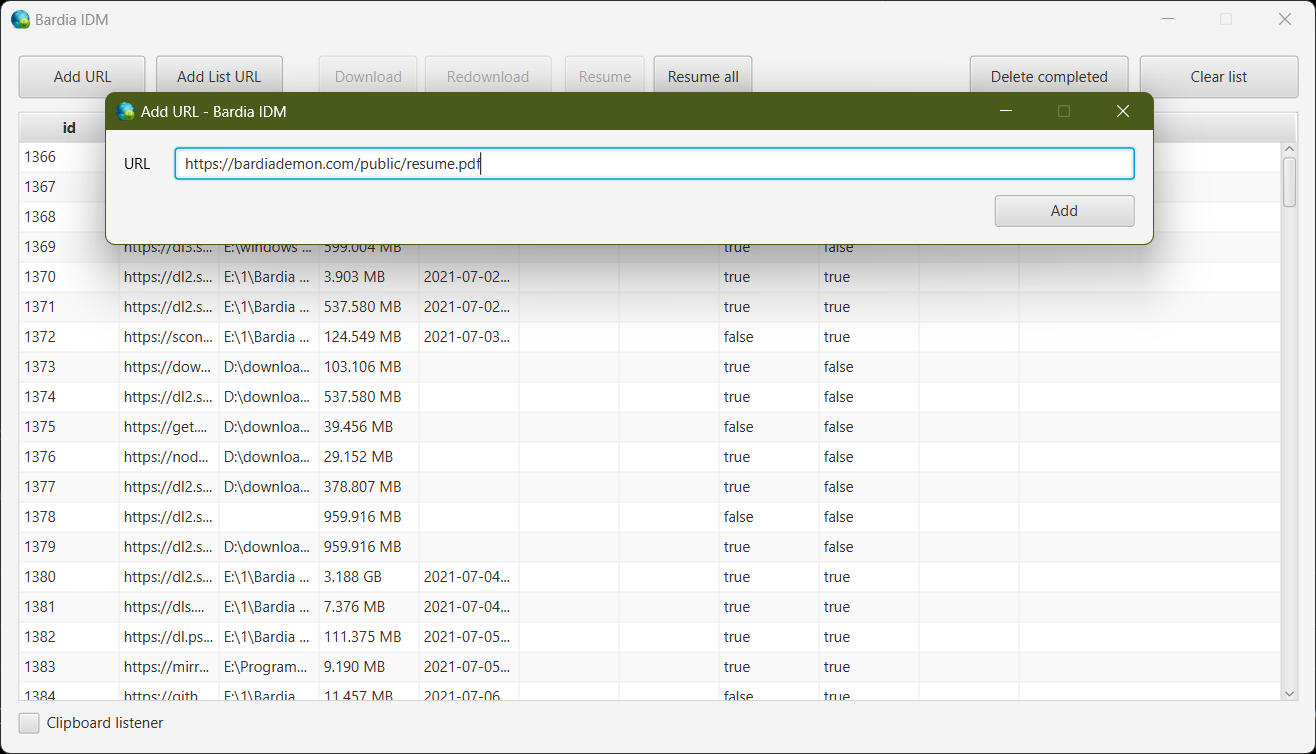 Bardia IDM
Add URL Add List URL Download Redownload Resume Resume all Delete completed Clear list
Add URL - Bardia IDM
id
URL https://bardiademon.com/public/resume.pdf
Add
1366
1367
1368
1369 https://dl3.s... E:\windows ... 599.004 MB true false
1370 https://dl2.s... E:\1\Bardia ... 3.903 MB 2021-07-02... true true
1371 https://dl2.s... E:\1\Bardia ... 537.580 MB 2021-07-02... true true
1372 https://scon... E:\1\Bardia ... 124.549 MB 2021-07-03... false true
1373 https://dow... D:\downloa... 103.106 MB true false
1374 https://dl2.s... D:\downloa... 537.580 MB true false
1375 https://get.... D:\downloa... 39.456 MB false false
1376 https://nod... D:\downloa... 29.152 MB true false
1377 https://dl2.s... D:\downloa... 378.807 MB true false
1378 https://dl2.s... 959.916 MB false false
1379 https://dl2.s... D:\downloa... 959.916 MB true false
1380 https://dl2.s... E:\1\Bardia ... 3.188 GB 2021-07-04... true true
1381 https://dls.... E:\1\Bardia ... 7.376 MB 2021-07-04... true true
1382 https://dl.ps... E:\1\Bardia ... 111.375 MB 2021-07-05... true true
1383 https://mirr... E:\Program... 9.190 MB 2021-07-05... true true
1384 https://gith... E:\1\Bardia ... 11.457 MB 2021-07-06... false true
Clipboard listener